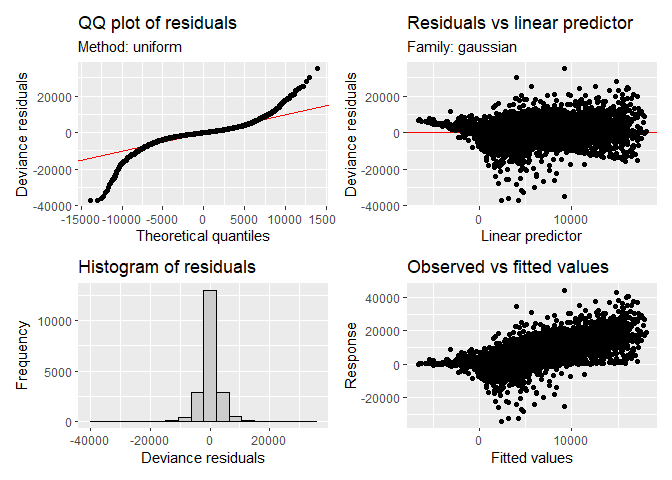 QQ plot of residuals
Method: uniform
Deviance residuals
20000
0
-20000
-40000
-15000 -10000 -5000 0 5000 10000 1500
Theoretical quantiles
Residuals vs linear predictor
Family: gaussian
Deviance residuals
20000
0
-20000
-40000
0 10000
Linear predictor
Histogram of residuals
Frequency
10000
5000
0
-40000 -20000 0 20000
Deviance residuals
Observed vs fitted values
Response
40000
20000
0
-20000
0 10000
Fitted values